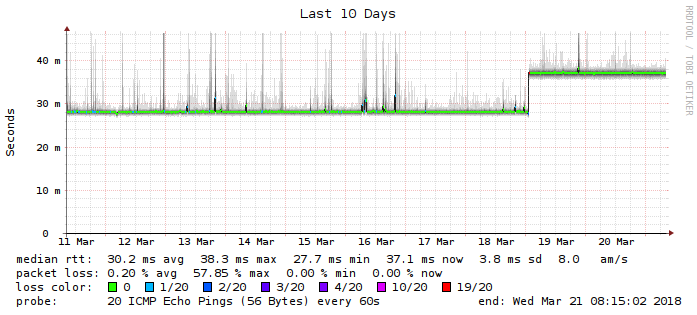 Last 10 Days
RRDTOOL / TOBI OETIKER
Seconds
40 m
30 m
20 m
10 m
0
11 Mar 12 Mar 13 Mar 14 Mar 15 Mar 16 Mar 17 Mar 18 Mar 19 Mar 20 Mar
median rtt: 30.2 ms avg 38.3 ms max 27.7 ms min 37.1 ms now 3.8 ms sd 8.0 am/s
packet loss: 0.20 % avg 57.85 % max 0.00 % min 0.00 % now
loss color: 0 1/20 2/20 3/20 4/20 10/20 19/20
probe: 20 ICMP Echo Pings (56 Bytes) every 60s end: Wed Mar 21 08:15:02 2018